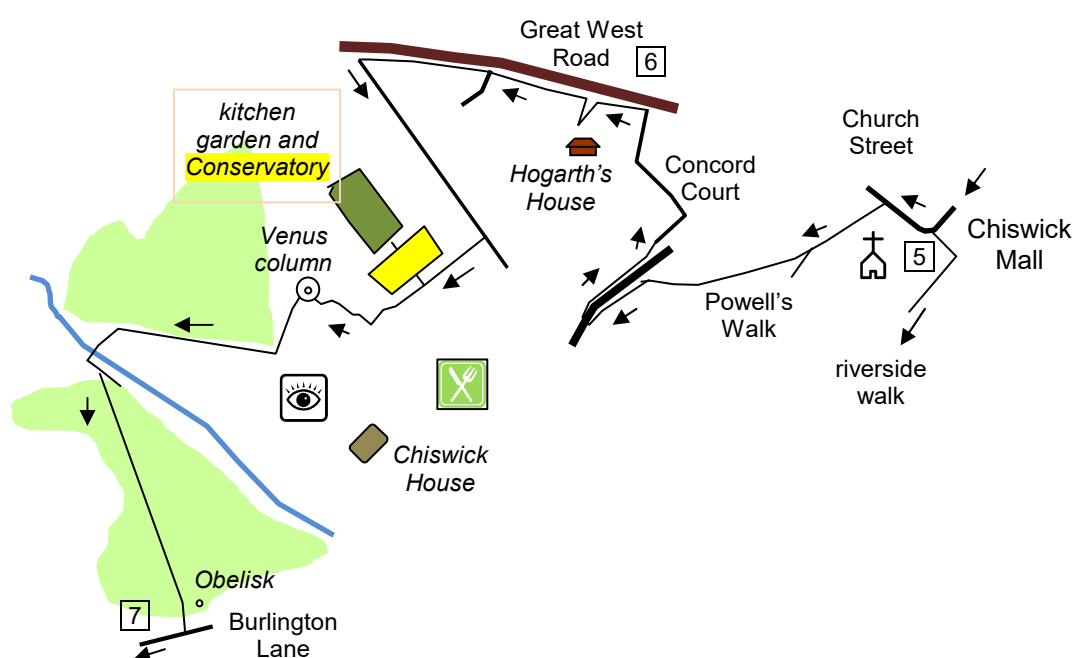 Great West
Road
6
kitchen
garden and
Conservatory
Church
Street
Hogarth's
House
Concord
Court
Venus
column
5
Chiswick
Mall
Powell's
Walk
riverside
walk
Chiswick
House
Obelisk
7
Burlington
Lane